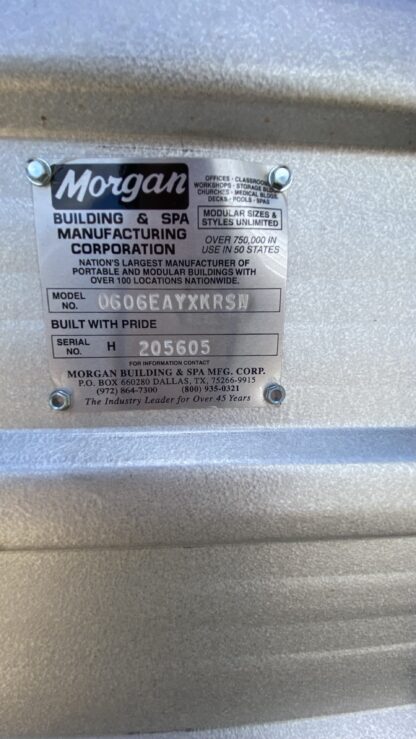 Morgan
OFFICES - CLASSROOMS
WORKSHOPS - STORAGE BLDGS
CHURCHES - MEDICAL BLDGS
DECKS - POOLS - SPAS
BUILDING & SPA
MANUFACTURING
CORPORATION
MODULAR SIZES &
STYLES UNLIMITED
OVER 750,000 IN
USE IN 50 STATES
NATION'S LARGEST MANUFACTURER OF
PORTABLE AND MODULAR BUILDINGS WITH
OVER 100 LOCATIONS NATIONWIDE.
MODEL NO. 0606EAYXKRSN
BUILT WITH PRIDE
SERIAL NO. H 205605
FOR INFORMATION CONTACT
MORGAN BUILDING & SPA MFG. CORP.
P.O. BOX 660280 DALLAS, TX, 75266-9915
(972) 864-7300 (800) 935-0321
The Industry Leader for Over 45 Years